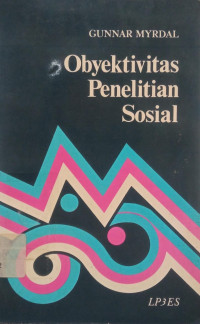 GUNNAR MYRDAL
Obyektivitas
Penelitian
Sosial
LP3ES